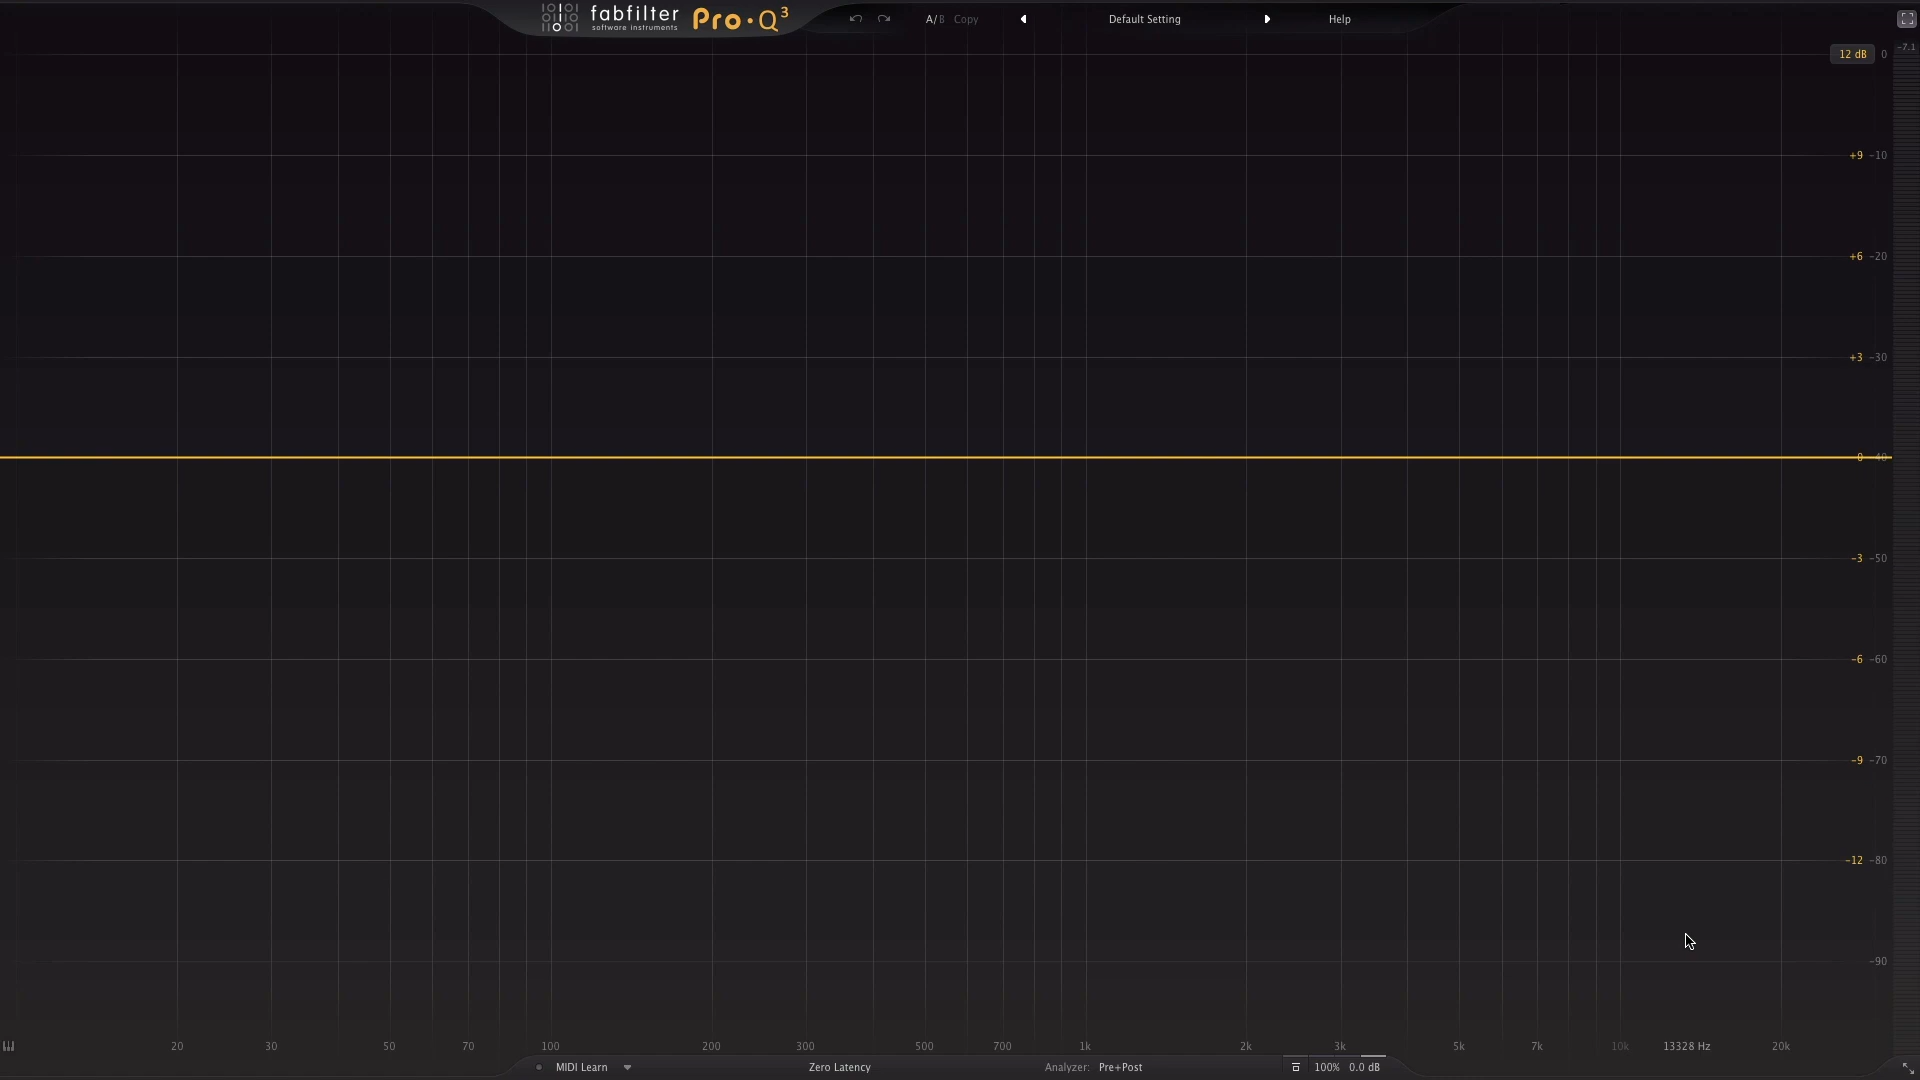 fabfilter
software instruments
Pro·Q³
A/B Copy
Default Setting
Help
12 dB 0 -7.1
+9 -10
+6 -20
+3 -30
0 -40
-3 -50
-6 -60
-9 -70
-12 -80
-90
20 30 50 70 100 200 300 500 700 1k 2k 3k 5k 7k 10k 13328 Hz 20k
MIDI Learn Zero Latency Analyzer: Pre+Post 100% 0.0 dB